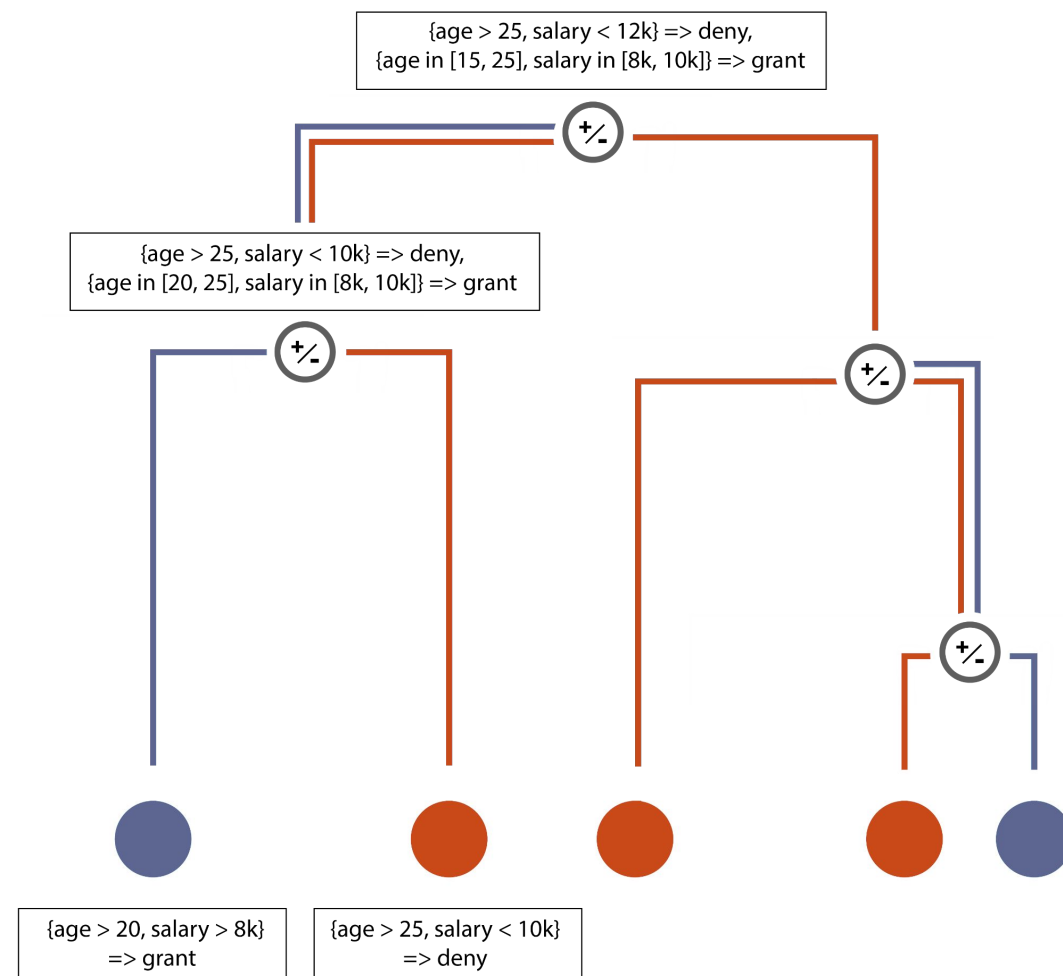 {age > 25, salary < 12k} => deny,
{age in [15, 25], salary in [8k, 10k]} => grant
+/-
{age > 25, salary < 10k} => deny,
{age in [20, 25], salary in [8k, 10k]} => grant
+/-
+/-
+/-
{age > 20, salary > 8k}
=> grant
{age > 25, salary < 10k}
=> deny